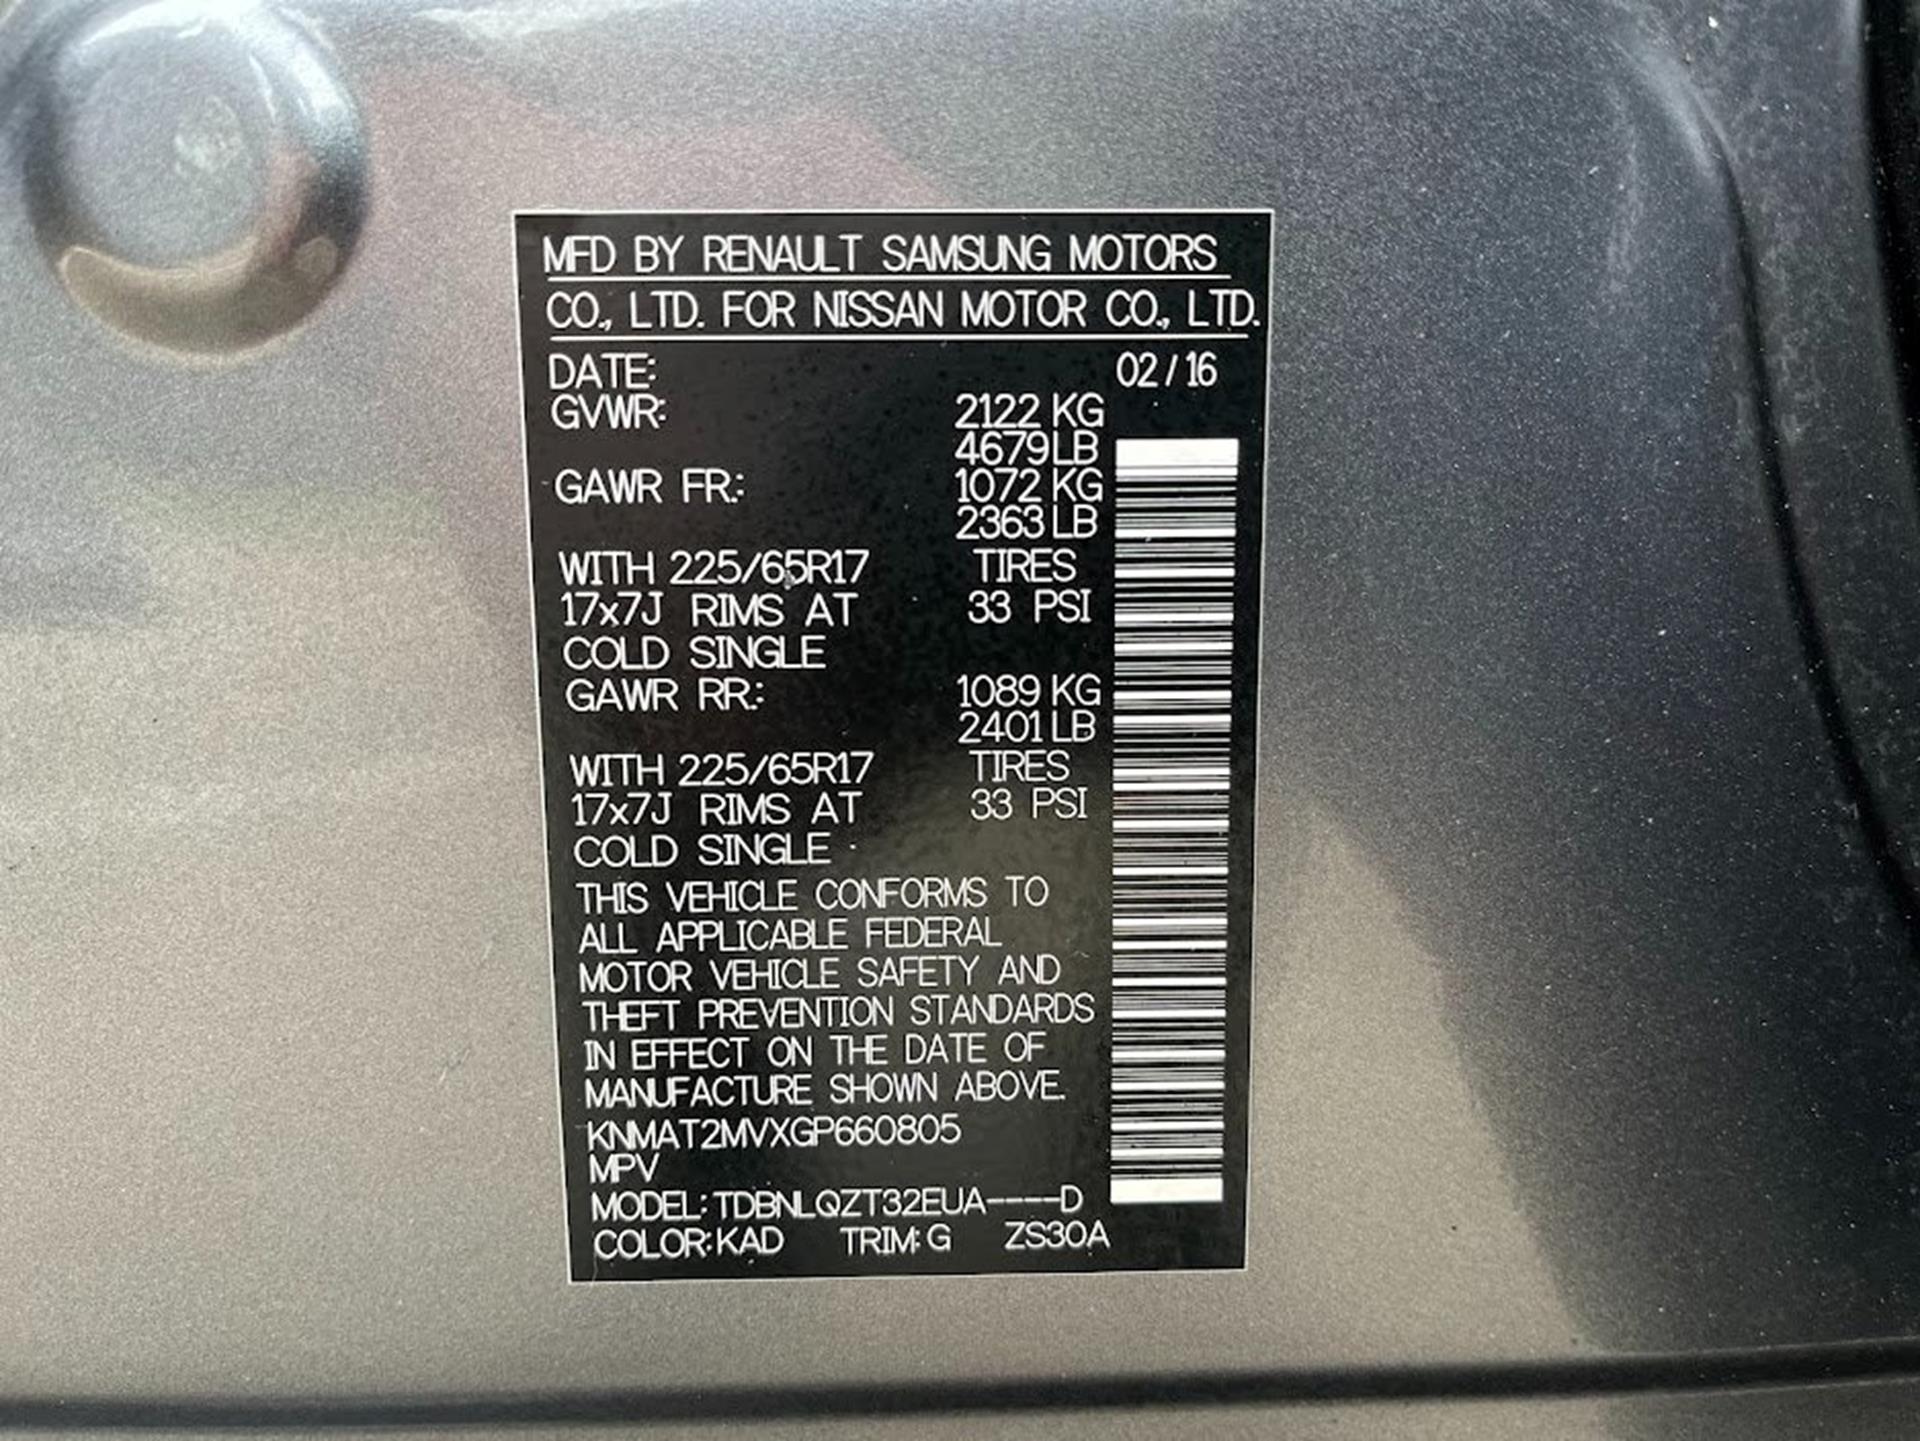 MFD BY RENAULT SAMSUNG MOTORS
CO., LTD. FOR NISSAN MOTOR CO., LTD.
DATE: 02/16
GVWR: 2122 KG
4679 LB
GAWR FR.: 1072 KG
2363 LB
WITH 225/65R17 TIRES
17x7J RIMS AT 33 PSI
COLD SINGLE
GAWR RR.: 1089 KG
2401 LB
WITH 225/65R17 TIRES
17x7J RIMS AT 33 PSI
COLD SINGLE
THIS VEHICLE CONFORMS TO
ALL APPLICABLE FEDERAL
MOTOR VEHICLE SAFETY AND
THEFT PREVENTION STANDARDS
IN EFFECT ON THE DATE OF
MANUFACTURE SHOWN ABOVE.
KNMAT2MVXGP660805
MPV
MODEL: TDBNLQZT32EUA----D
COLOR: KAD TRIM: G ZS30A